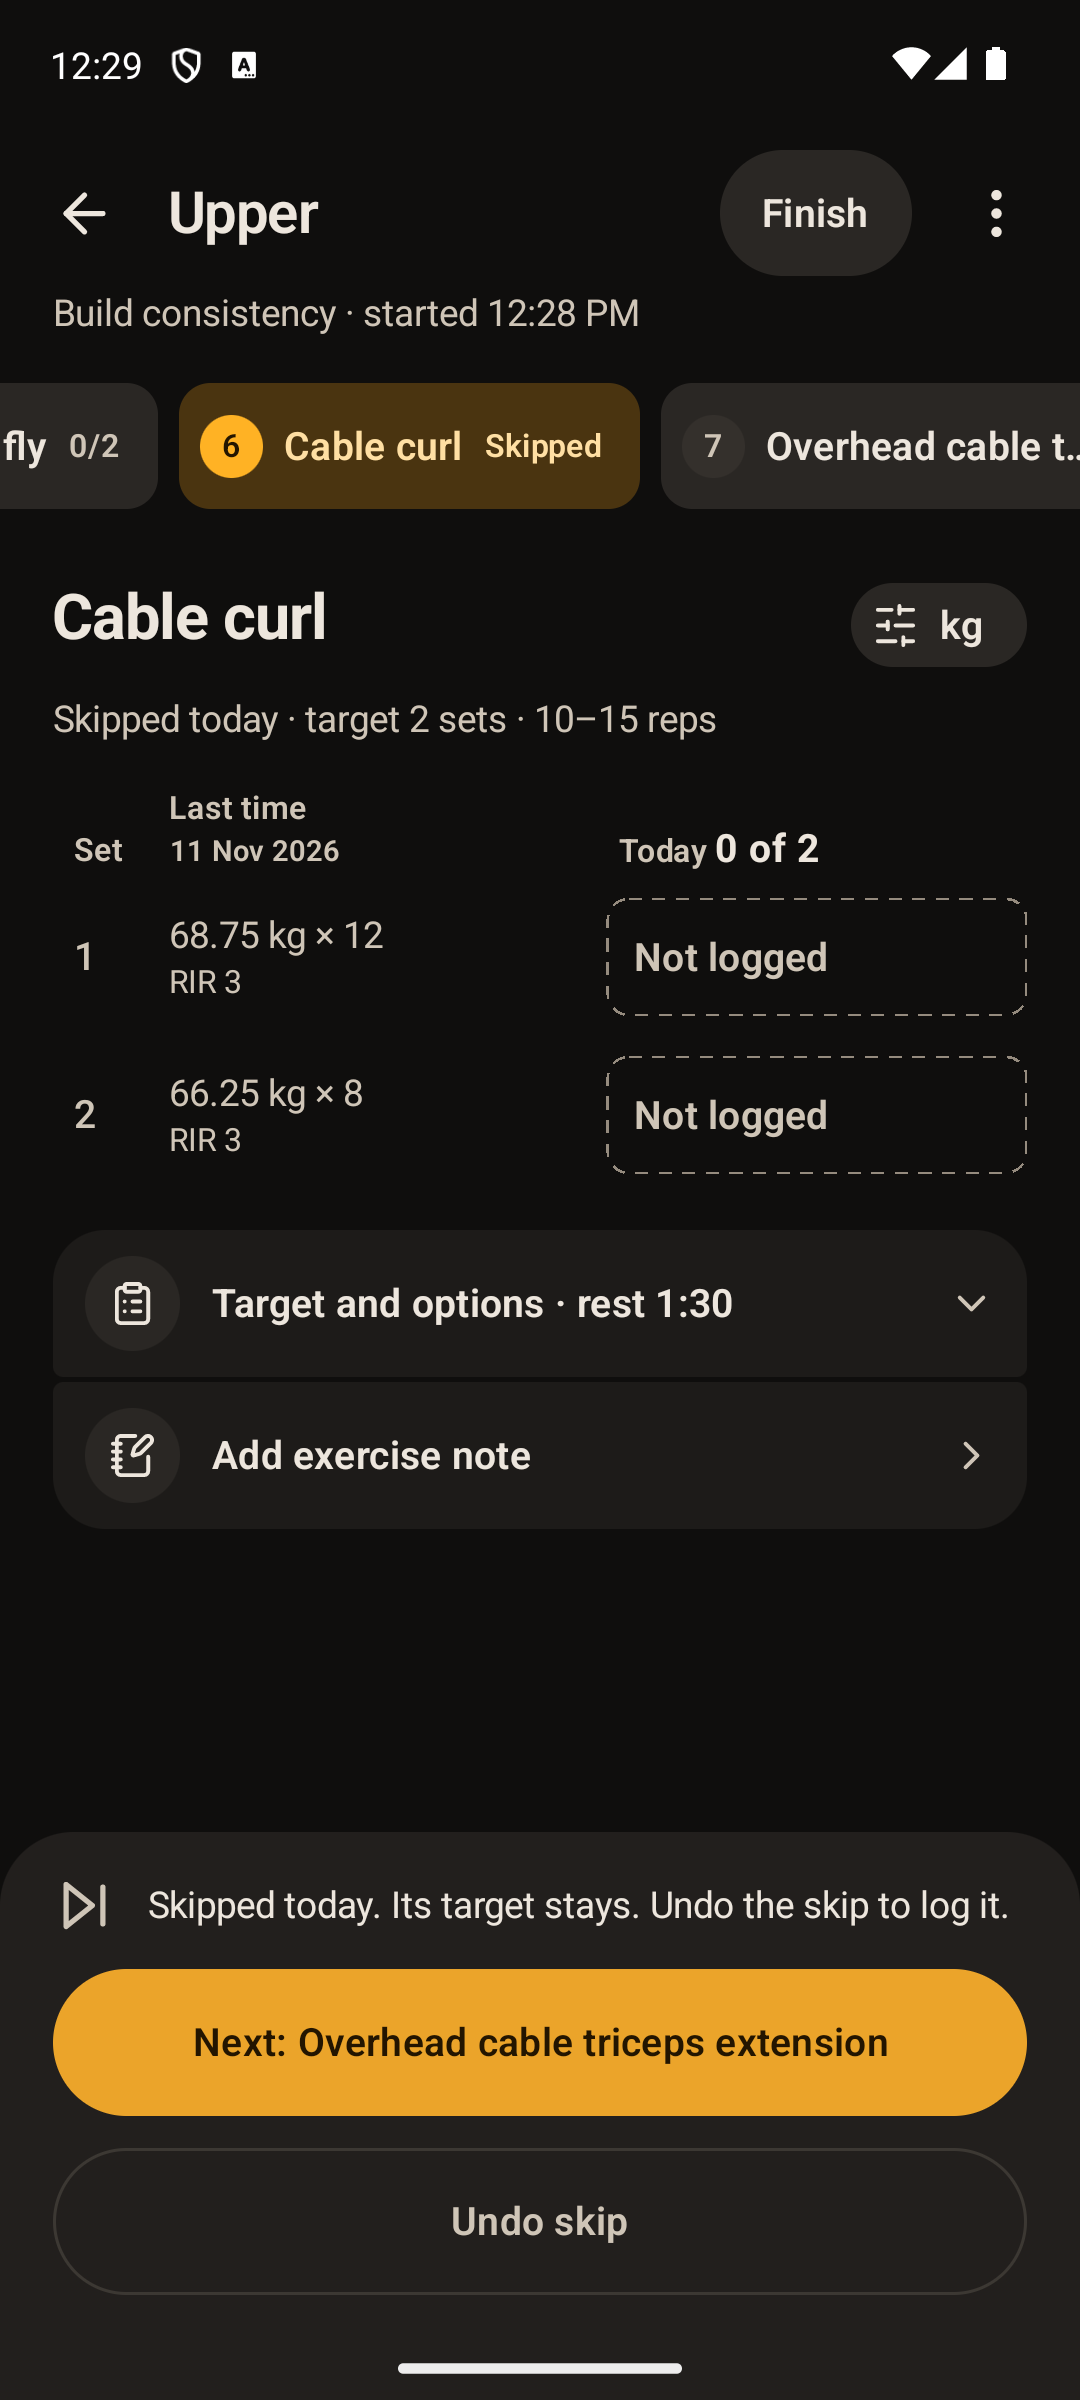 12:29
Upper
Finish
Build consistency · started 12:28 PM
fly 0/2
6 Cable curl Skipped
7 Overhead cable t…
Cable curl
kg
Skipped today · target 2 sets · 10–15 reps
Last time
Set 11 Nov 2026 Today 0 of 2
1 68.75 kg × 12 Not logged
RIR 3
2 66.25 kg × 8 Not logged
RIR 3
Target and options · rest 1:30
Add exercise note
Skipped today. Its target stays. Undo the skip to log it.
Next: Overhead cable triceps extension
Undo skip